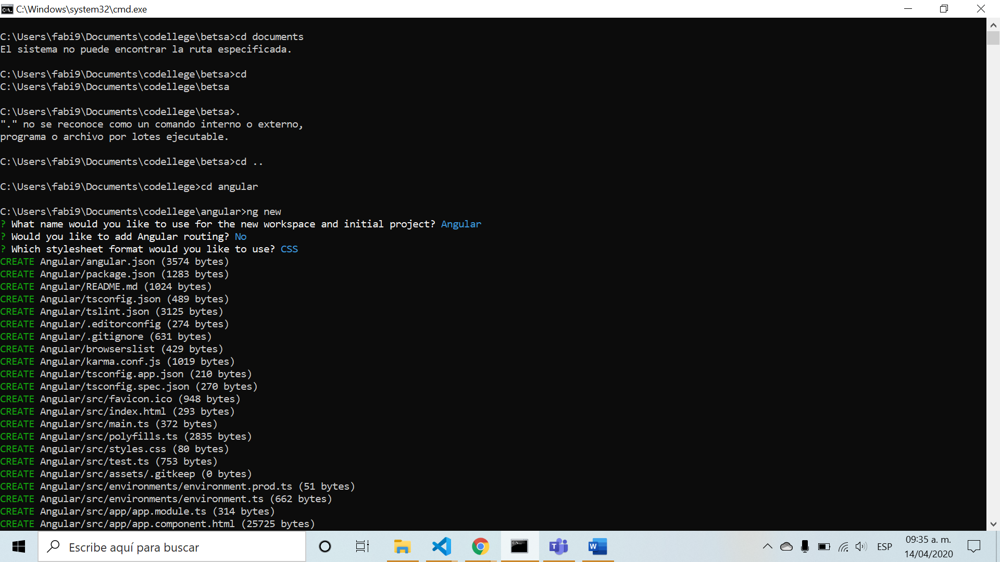 C:\Windows\system32\cmd.exe
C:\Users\fabi9\Documents\codellege\betsa>cd documents
El sistema no puede encontrar la ruta especificada.
C:\Users\fabi9\Documents\codellege\betsa>cd
C:\Users\fabi9\Documents\codellege\betsa
C:\Users\fabi9\Documents\codellege\betsa>.
"." no se reconoce como un comando interno o externo,
programa o archivo por lotes ejecutable.
C:\Users\fabi9\Documents\codellege\betsa>cd ..
C:\Users\fabi9\Documents\codellege>cd angular
C:\Users\fabi9\Documents\codellege\angular>ng new
? What name would you like to use for the new workspace and initial project? Angular
? Would you like to add Angular routing? No
? Which stylesheet format would you like to use? CSS
CREATE Angular/angular.json (3574 bytes)
CREATE Angular/package.json (1283 bytes)
CREATE Angular/README.md (1024 bytes)
CREATE Angular/tsconfig.json (489 bytes)
CREATE Angular/tslint.json (3125 bytes)
CREATE Angular/.editorconfig (274 bytes)
CREATE Angular/.gitignore (631 bytes)
CREATE Angular/browserslist (429 bytes)
CREATE Angular/karma.conf.js (1019 bytes)
CREATE Angular/tsconfig.app.json (210 bytes)
CREATE Angular/tsconfig.spec.json (270 bytes)
CREATE Angular/src/favicon.ico (948 bytes)
CREATE Angular/src/index.html (293 bytes)
CREATE Angular/src/main.ts (372 bytes)
CREATE Angular/src/polyfills.ts (2835 bytes)
CREATE Angular/src/styles.css (80 bytes)
CREATE Angular/src/test.ts (753 bytes)
CREATE Angular/src/assets/.gitkeep (0 bytes)
CREATE Angular/src/environments/environment.prod.ts (51 bytes)
CREATE Angular/src/environments/environment.ts (662 bytes)
CREATE Angular/src/app/app.module.ts (314 bytes)
CREATE Angular/src/app/app.component.html (25725 bytes)
Escribe aquí para buscar
ESP
09:35 a. m.
14/04/2020